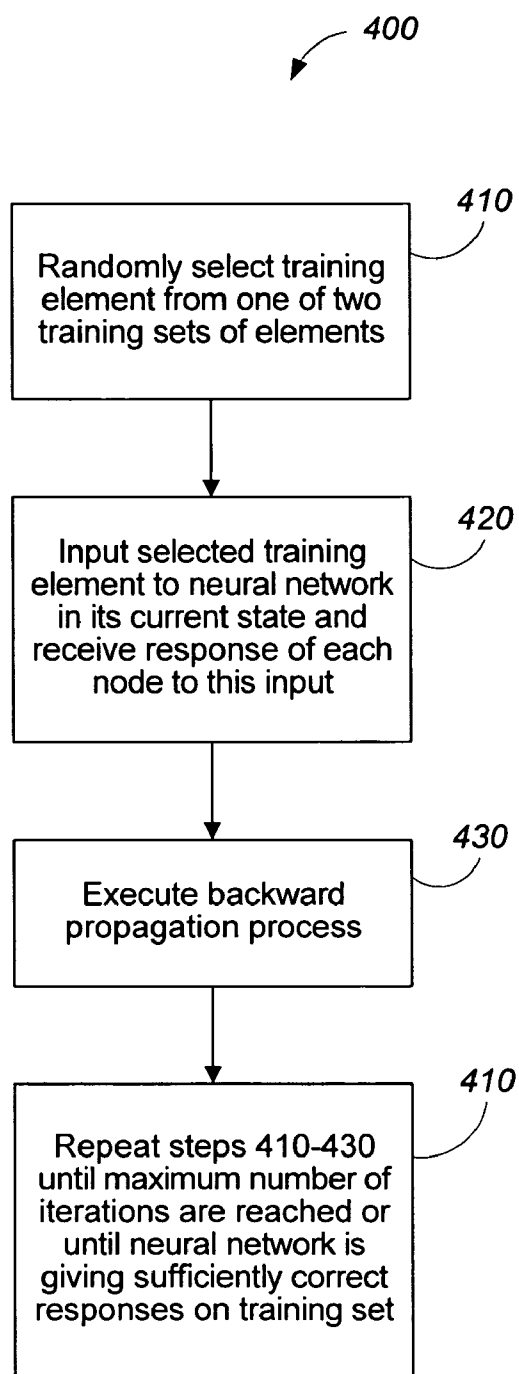 400
410
Randomly select training
element from one of two
training sets of elements
420
Input selected training
element to neural network
in its current state and
receive response of each
node to this input
430
Execute backward
propagation process
410
Repeat steps 410-430
until maximum number of
iterations are reached or
until neural network is
giving sufficiently correct
responses on training set